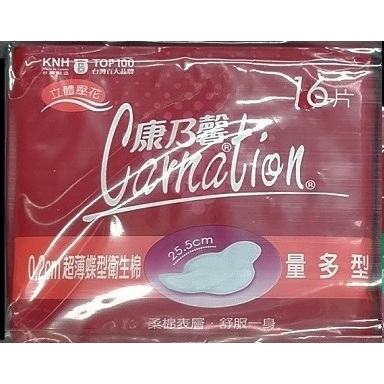 KNH TOP100
台灣百大品牌
立體壓花
16片
康乃馨®
Carnation®
25.5cm
0.2cm 超薄蝶型衛生棉
量多型
柔棉表層·舒服一身